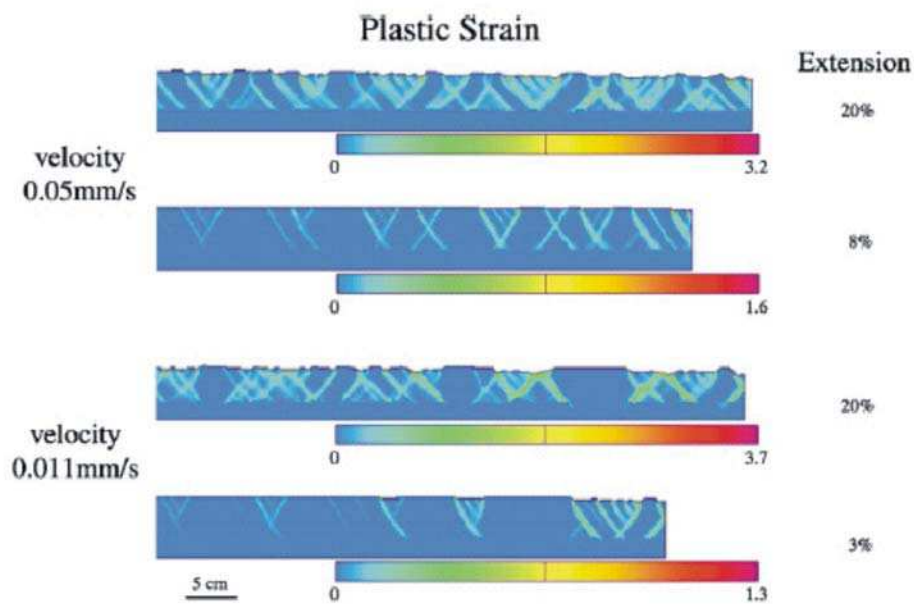 Plastic Strain
Extension
20%
0 3.2
velocity
0.05mm/s
8%
0 1.6
20%
0 3.7
velocity
0.011mm/s
3%
5 cm
0 1.3